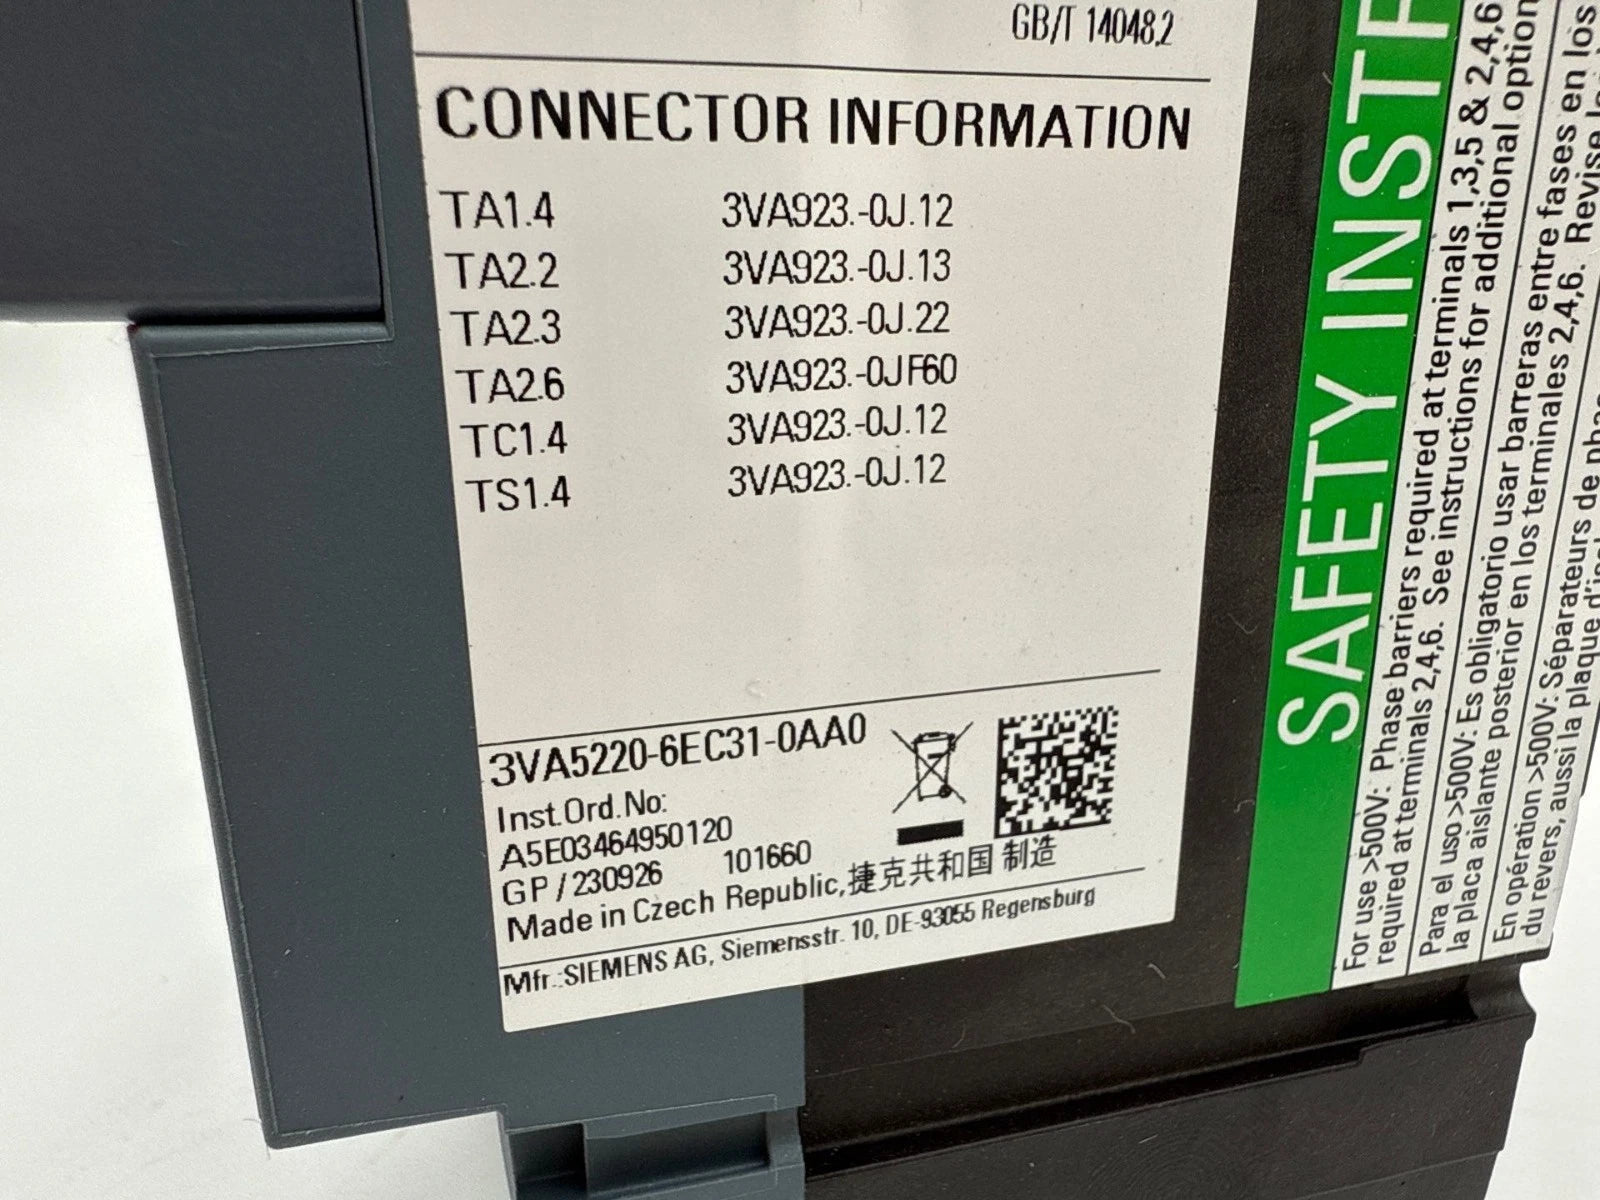 GB/T 14048.2
CONNECTOR INFORMATION
TA1.4 3VA923.-0J.12
TA2.2 3VA923.-0J.13
TA2.3 3VA923.-0J.22
TA2.6 3VA923.-0JF60
TC1.4 3VA923.-0J.12
TS1.4 3VA923.-0J.12
3VA5220-6EC31-0AA0
Inst.Ord.No:
A5E03464950120
GP/230926 101660
Made in Czech Republic,捷克共和国 制造
Mfr.:SIEMENS AG, Siemensstr. 10, DE-93055 Regensburg
SAFETY INSTR
For use >500V: Phase barriers required at terminals 1,3,5 & 2,4,6
required at terminals 2,4,6. See instructions for additional option
Para el uso >500V: Es obligatorio usar barreras entre fases en los
la placa aislante posterior en los terminales 2,4,6. Revise
En opération >500V: Séparateurs de
du revers, aussi la plaque